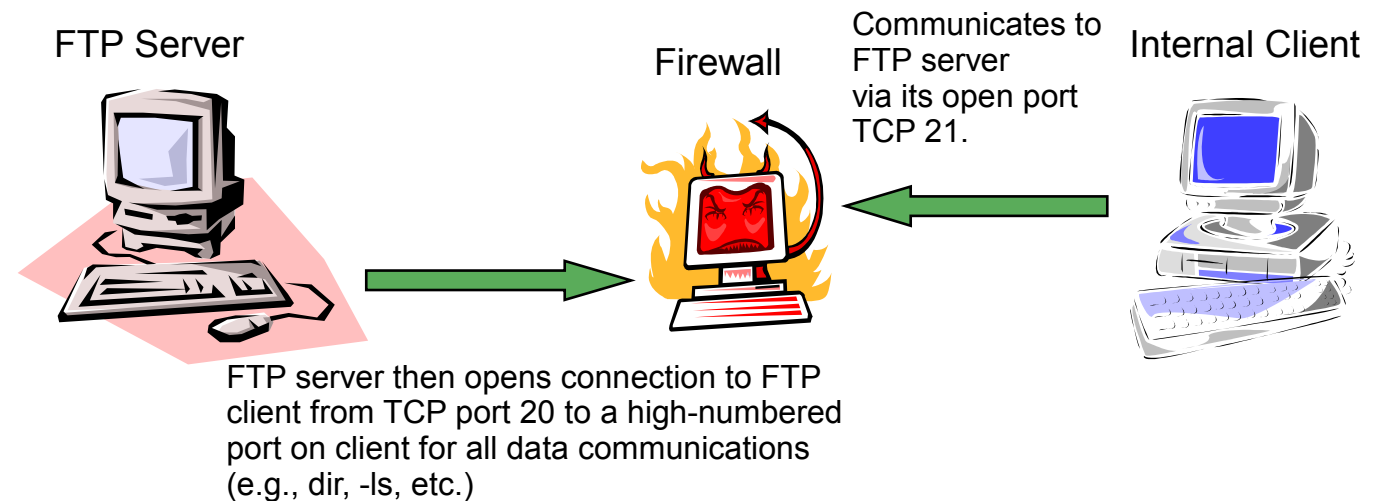 FTP Server
Firewall
Communicates to
FTP server
via its open port
TCP 21.
Internal Client
FTP server then opens connection to FTP
client from TCP port 20 to a high-numbered
port on client for all data communications
(e.g., dir, -ls, etc.)